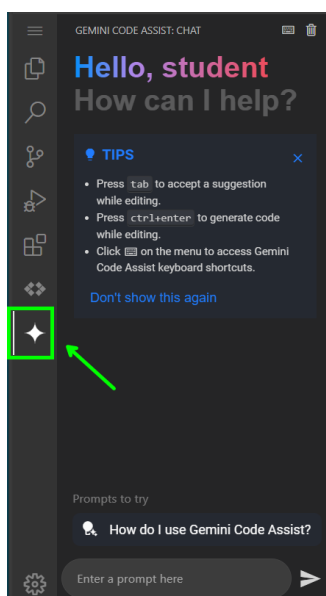 GEMINI CODE ASSIST: CHAT
Hello, student
How can I help?
TIPS
• Press tab to accept a suggestion
while editing.
• Press ctrl+enter to generate code
while editing.
• Click on the menu to access Gemini
Code Assist keyboard shortcuts.
Don't show this again
Prompts to try
How do I use Gemini Code Assist?
Enter a prompt here